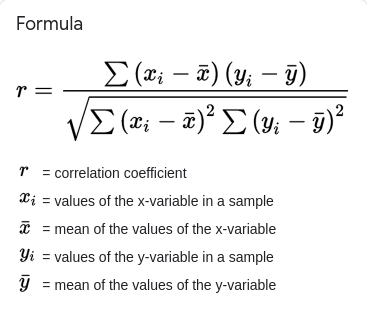 Formula
r = ∑ (xᵢ − x̄) (yᵢ − ȳ) / √∑ (xᵢ − x̄)² ∑ (yᵢ − ȳ)²
r = correlation coefficient
xᵢ = values of the x-variable in a sample
x̄ = mean of the values of the x-variable
yᵢ = values of the y-variable in a sample
ȳ = mean of the values of the y-variable